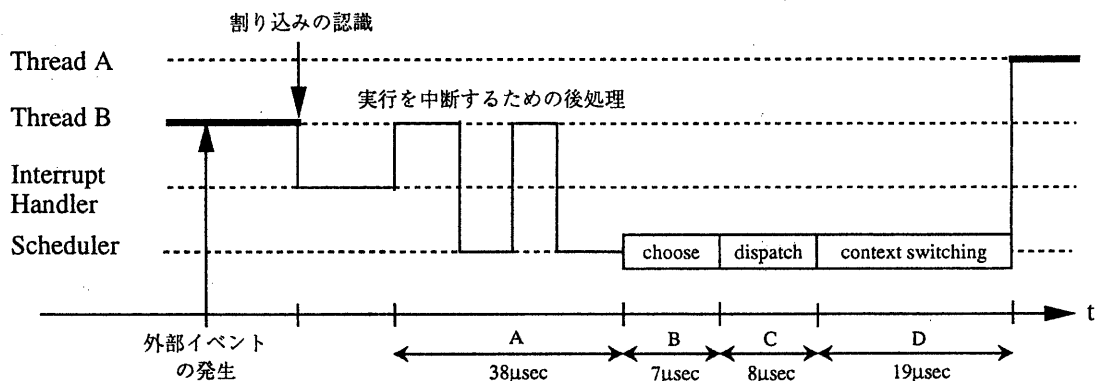 割り込みの認識
Thread A
実行を中断するための後処理
Thread B
Interrupt
Handler
Scheduler
choose
dispatch
context switching
t
外部イベント
の発生
A
B
C
D
38μsec
7μsec
8μsec
19μsec